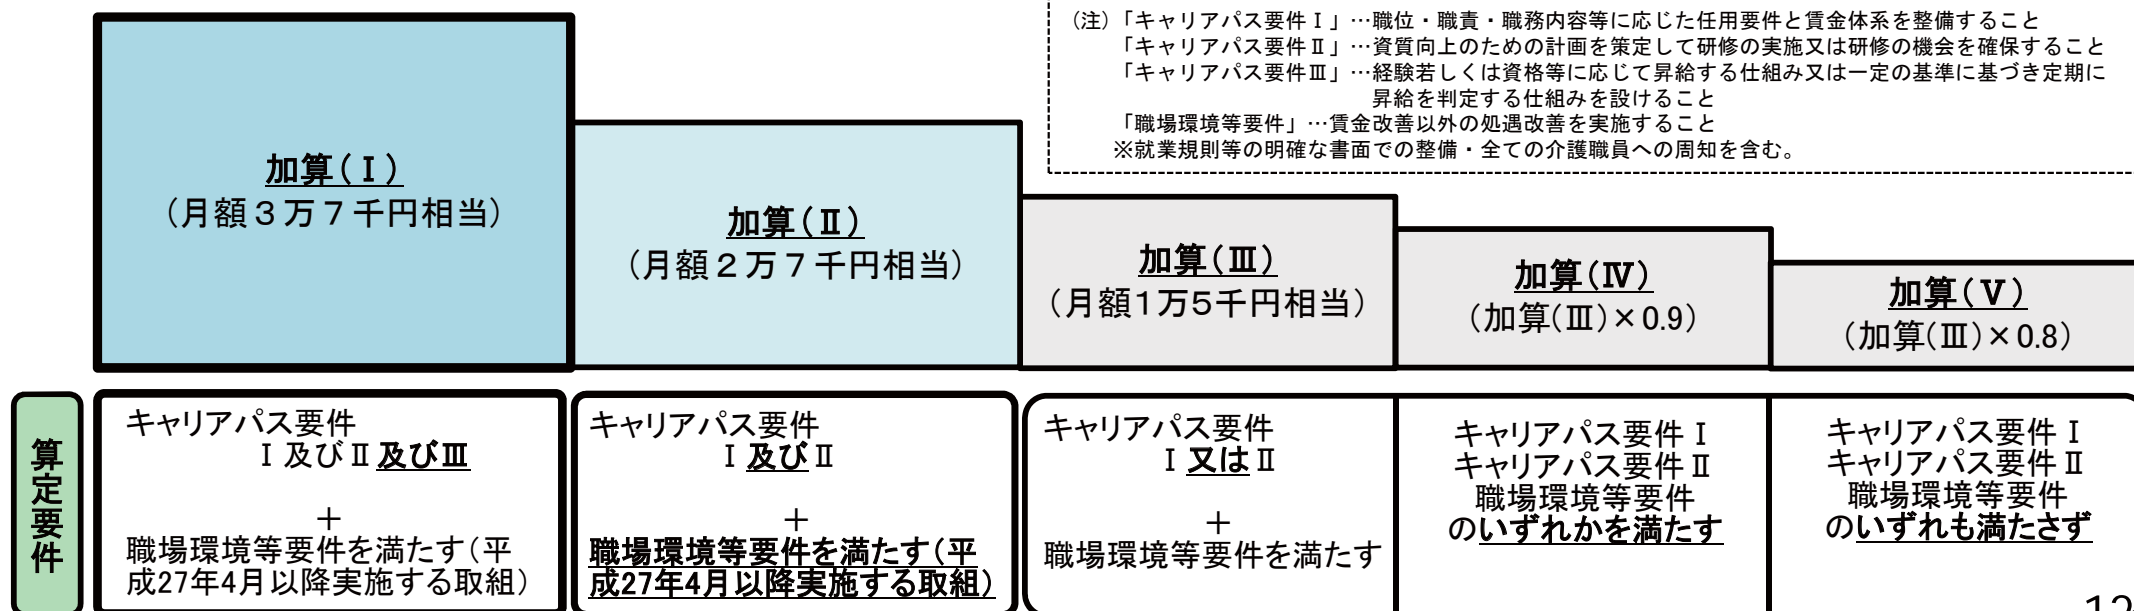 (注)「キャリアパス要件Ⅰ」…職位・職責・職務内容等に応じた任用要件と賃金体系を整備すること
「キャリアパス要件Ⅱ」…資質向上のための計画を策定して研修の実施又は研修の機会を確保すること
「キャリアパス要件Ⅲ」…経験若しくは資格等に応じて昇給する仕組み又は一定の基準に基づき定期に
昇給を判定する仕組みを設けること
「職場環境等要件」…賃金改善以外の処遇改善を実施すること
※就業規則等の明確な書面での整備・全ての介護職員への周知を含む。
加算(Ⅰ)
(月額3万7千円相当)
加算(Ⅱ)
(月額2万7千円相当)
加算(Ⅲ)
(月額1万5千円相当)
加算(Ⅳ)
(加算(Ⅲ)×0.9)
加算(Ⅴ)
(加算(Ⅲ)×0.8)
算定要件
キャリアパス要件
Ⅰ及びⅡ及びⅢ
+
職場環境等要件を満たす(平
成27年4月以降実施する取組)
キャリアパス要件
Ⅰ及びⅡ
+
職場環境等要件を満たす(平
成27年4月以降実施する取組)
キャリアパス要件
Ⅰ又はⅡ
+
職場環境等要件を満たす
キャリアパス要件Ⅰ
キャリアパス要件Ⅱ
職場環境等要件
のいずれかを満たす
キャリアパス要件Ⅰ
キャリアパス要件Ⅱ
職場環境等要件
のいずれも満たさず